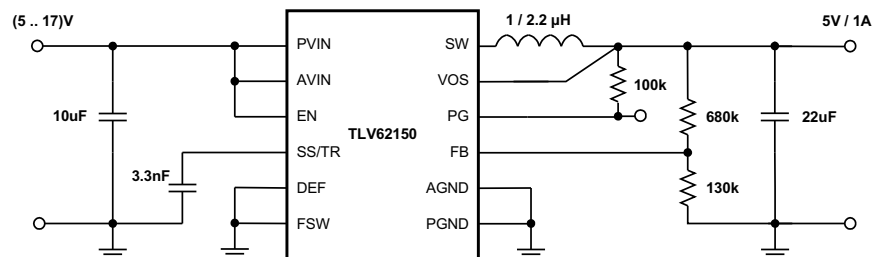 (5 .. 17)V
1 / 2.2 µH
5V / 1A
PVIN
SW
AVIN
VOS
100k
10uF
EN
PG
680k
22uF
TLV62150
SS/TR
FB
3.3nF
DEF
AGND
130k
FSW
PGND